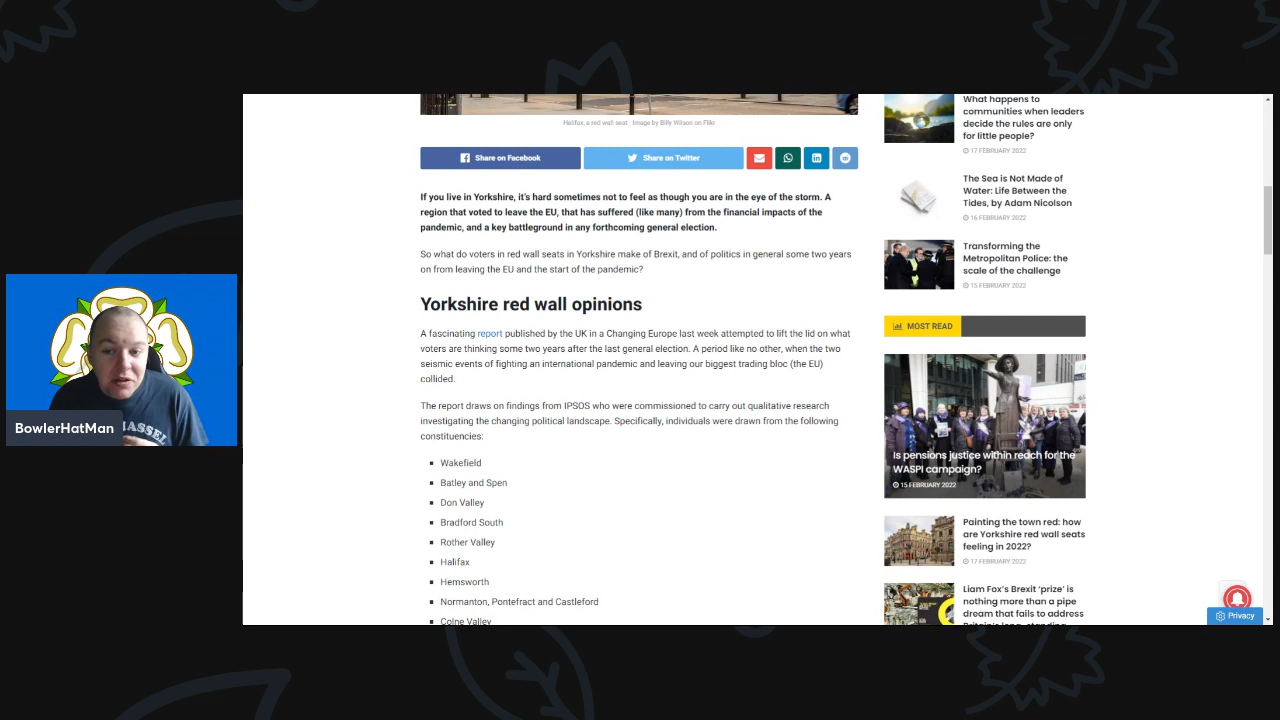 Halifax, a red wall seat · Image by Billy Wilson on Flikr
Share on Facebook
Share on Twitter
If you live in Yorkshire, it's hard sometimes not to feel as though you are in the eye of the storm. A
region that voted to leave the EU, that has suffered (like many) from the financial impacts of the
pandemic, and a key battleground in any forthcoming general election.
So what do voters in red wall seats in Yorkshire make of Brexit, and of politics in general some two years
on from leaving the EU and the start of the pandemic?
Yorkshire red wall opinions
A fascinating report published by the UK in a Changing Europe last week attempted to lift the lid on what
voters are thinking some two years after the last general election. A period like no other, when the two
seismic events of fighting an international pandemic and leaving our biggest trading bloc (the EU)
collided.
The report draws on findings from IPSOS who were commissioned to carry out qualitative research
investigating the changing political landscape. Specifically, individuals were drawn from the following
constituencies:
Wakefield
Batley and Spen
Don Valley
Bradford South
Rother Valley
Halifax
Hemsworth
Normanton, Pontefract and Castleford
Colne Valley
What happens to
communities when leaders
decide the rules are only
for little people?
17 FEBRUARY 2022
The Sea is Not Made of
Water: Life Between the
Tides, by Adam Nicolson
16 FEBRUARY 2022
Transforming the
Metropolitan Police: the
scale of the challenge
15 FEBRUARY 2022
MOST READ
Is pensions justice within reach for the
WASPI campaign?
15 FEBRUARY 2022
Painting the town red: how
are Yorkshire red wall seats
feeling in 2022?
17 FEBRUARY 2022
Liam Fox's Brexit 'prize' is
nothing more than a pipe
dream that fails to address
Britain's long-standing
Privacy
BowlerHatMan
ASSEL